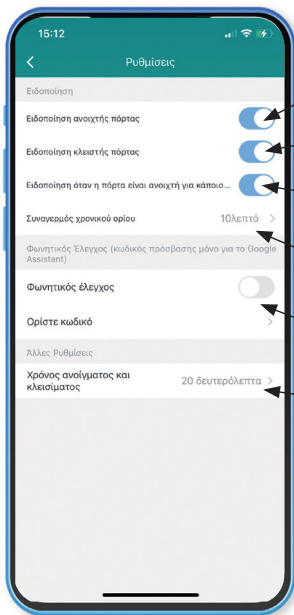 15:12
Ρυθμίσεις
Ειδοποίηση
Ειδοποίηση ανοιχτής πόρτας
Ειδοποίηση κλειστής πόρτας
Ειδοποίηση όταν η πόρτα είναι ανοιχτή για κάποιο...
Συναγερμός χρονικού ορίου 10λεπτό
Φωνητικός Έλεγχος (κωδικός πρόσβασης μόνο για το Google
Assistant)
Φωνητικός έλεγχος
Ορίστε κωδικό
Άλλες Ρυθμίσεις
Χρόνος ανοίγματος και
κλεισίματος 20 δευτερόλεπτα